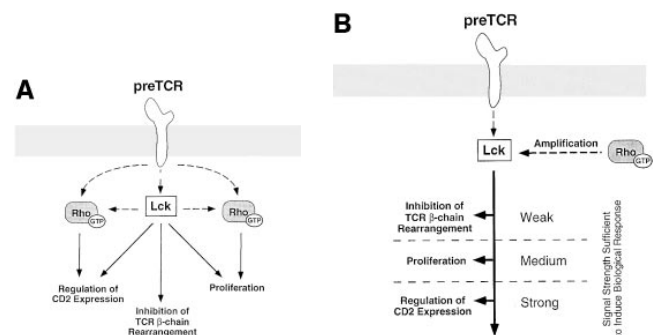 A
preTCR
Rho
GTP
Lck
Rho
GTP
Regulation of
CD2 Expression
Inhibition of
TCR β-chain
Rearrangement
Proliferation
B
preTCR
Lck
Amplification
Rho
GTP
Inhibition of
TCR β-chain
Rearrangement
Weak
Proliferation
Medium
Regulation of
CD2 Expression
Strong
Signal Strength Sufficient
to Induce Biological Response